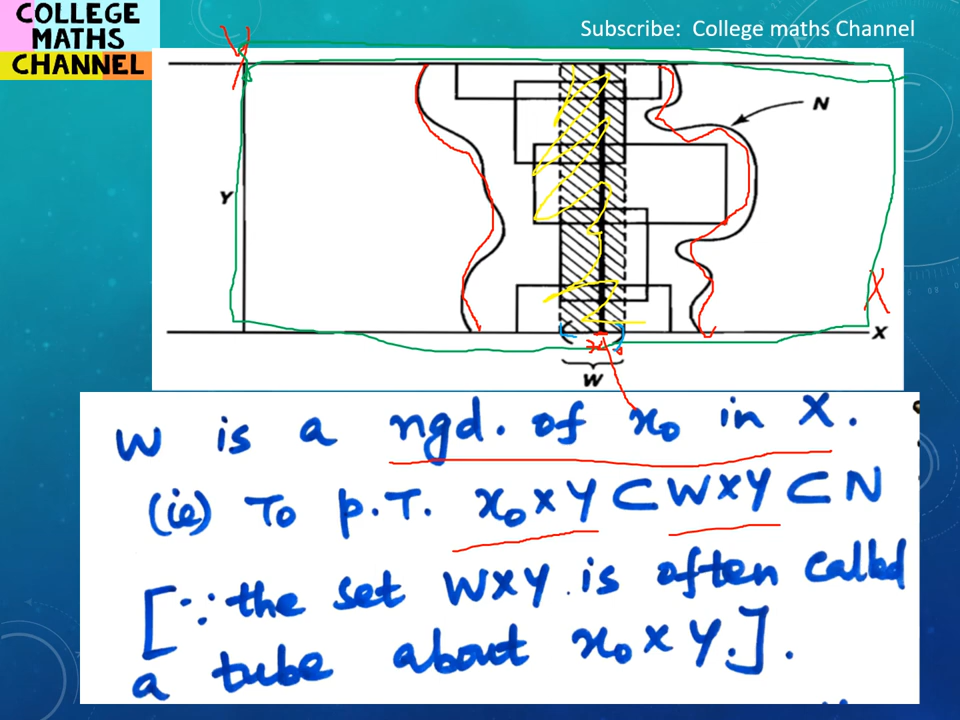 COLLEGE
MATHS
CHANNEL
Subscribe: College maths Channel
Y
N
Y
X
X
x₀
W
W is a ngd. of x₀ in X.
(ie) To p.T. x₀ x Y ⊂ W x Y ⊂ N
[∵ the set W x Y is often called
a tube about x₀ x Y.].